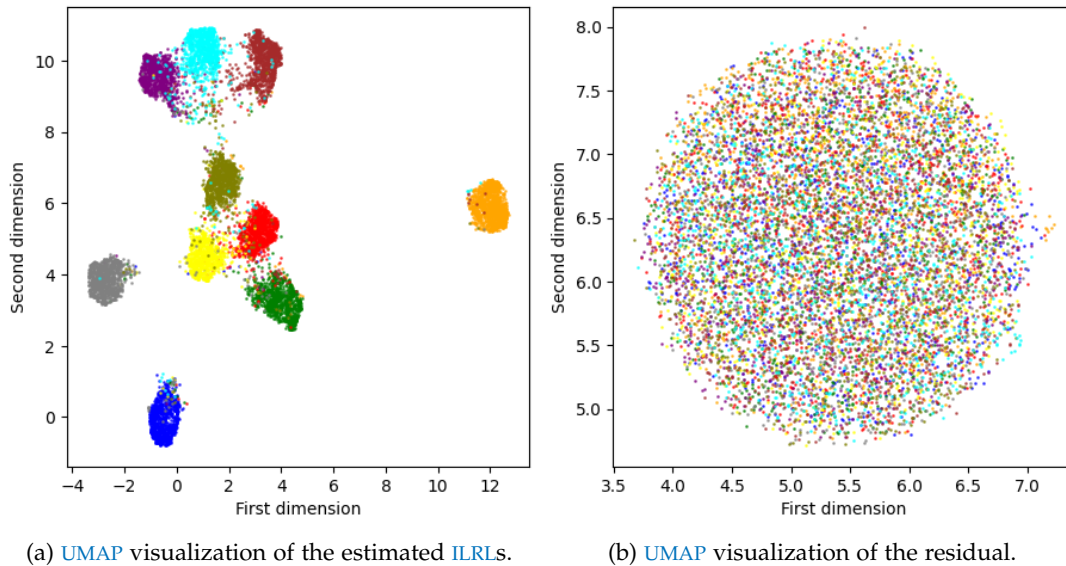 10
8
6
4
2
0
Second dimension
−4 −2 0 2 4 6 8 10 12
First dimension
(a) UMAP visualization of the estimated ILRLs.
8.0
7.5
7.0
6.5
6.0
5.5
5.0
Second dimension
3.5 4.0 4.5 5.0 5.5 6.0 6.5 7.0
First dimension
(b) UMAP visualization of the residual.